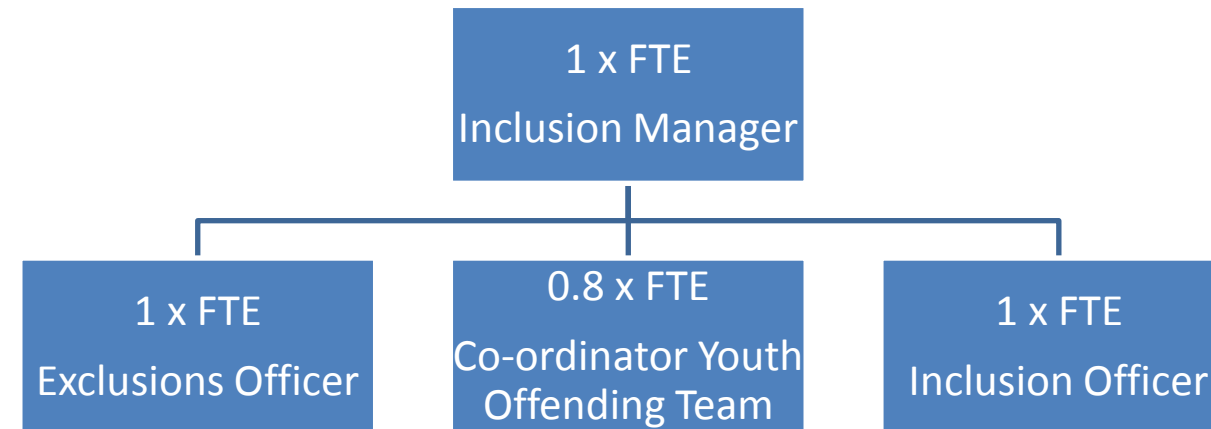 1 x FTE
Inclusion Manager
1 x FTE
Exclusions Officer
0.8 x FTE
Co-ordinator Youth
Offending Team
1 x FTE
Inclusion Officer